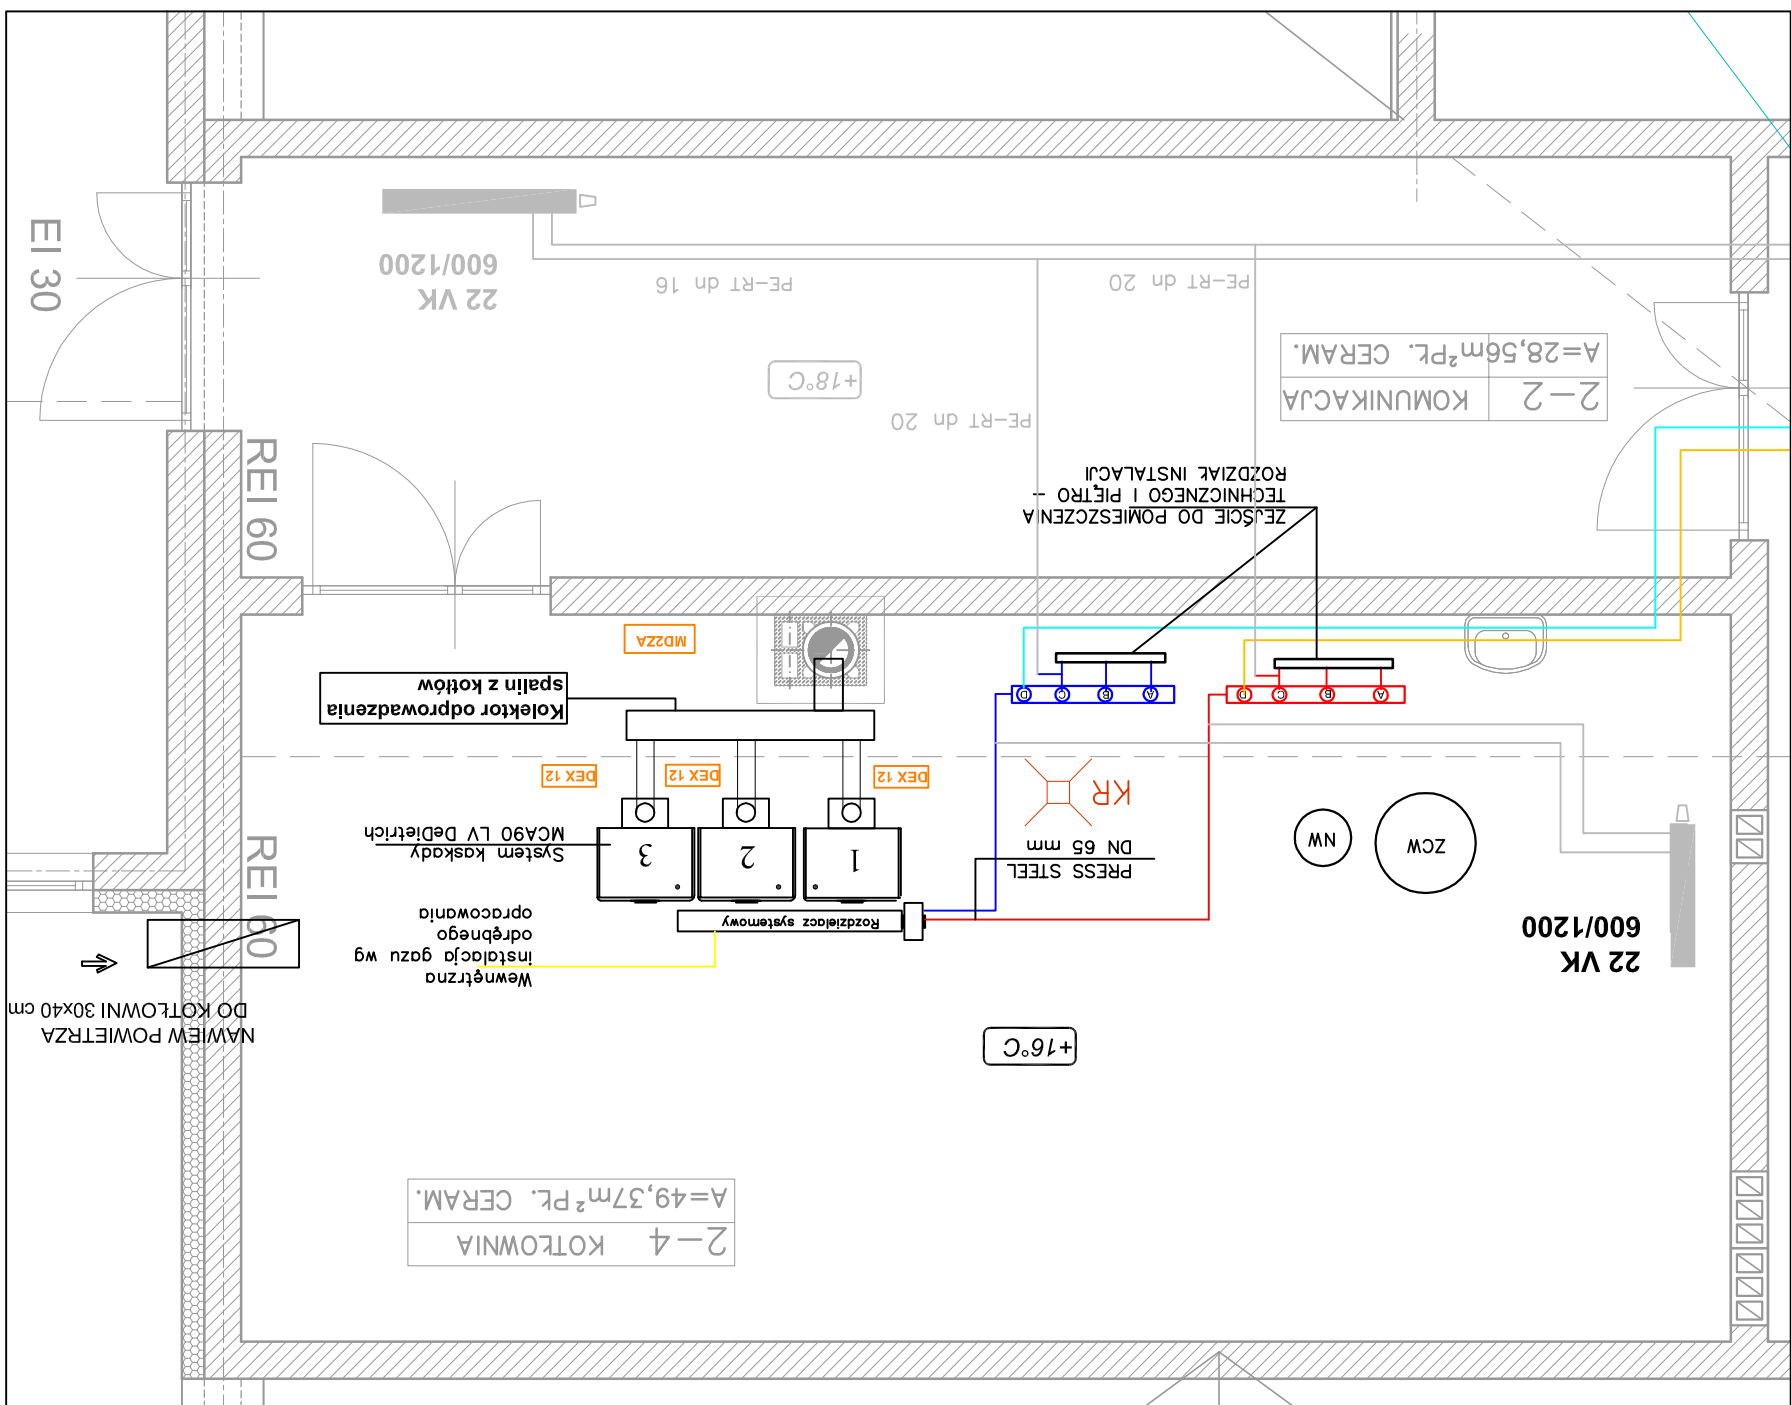 2-4 KOTŁOWNIA
A=49,37m² PŁ. CERAM.
+16°C
NAWIEW POWIETRZA
DO KOTŁOWNI 30x40 cm
22 VK
600/1200
Wewnętrzna
instalacja gazu wg
odrębnego
opracowania
REI 60
Rozdzielacz systemowy
PRESS STEEL
DN 65 mm
ZCW
NW
1
2
3
System kaskady
MCA90 LV DeDietrich
KR
DEX 12
DEX 12
DEX 12
Kolektor odprowadzenia
spalin z kotłów
A
B
C
D
A
B
C
D
MD2ZA
ZEJŚCIE DO POMIESZCZENIA
TECHNICZNEGO I PIĘTRO -
ROZDZIAŁ INSTALACJI
REI 60
PE-RT dn 20
2-2 KOMUNIKACJA
A=28,56m² PŁ. CERAM.
+18°C
PE-RT dn 20
PE-RT dn 16
22 VK
600/1200
EI 30